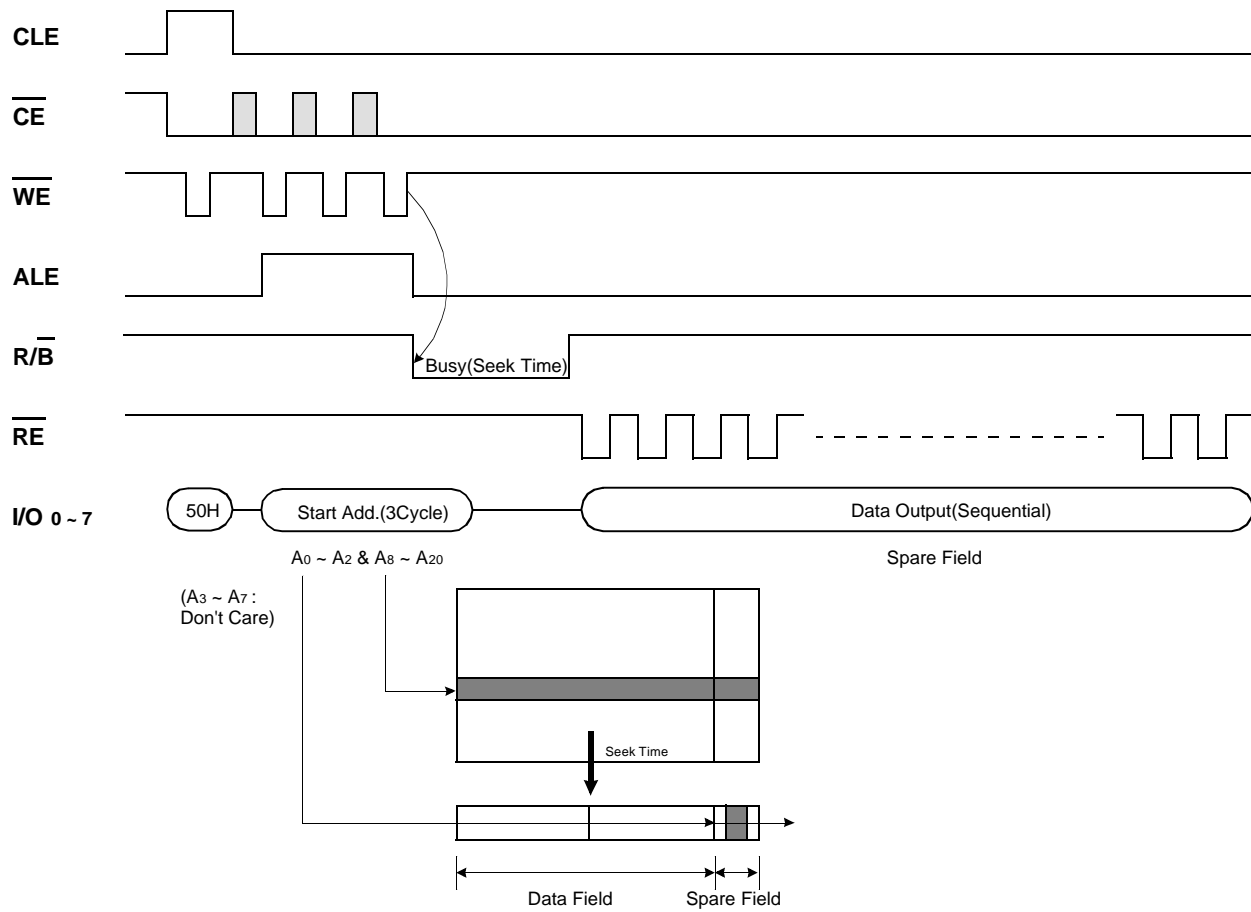 CLE
CE
WE
ALE
R/B
Busy(Seek Time)
RE
I/O 0 ~ 7
50H
Start Add.(3Cycle)
Data Output(Sequential)
A0 ~ A2 & A8 ~ A20
Spare Field
(A3 ~ A7 :
Don't Care)
Seek Time
Data Field
Spare Field